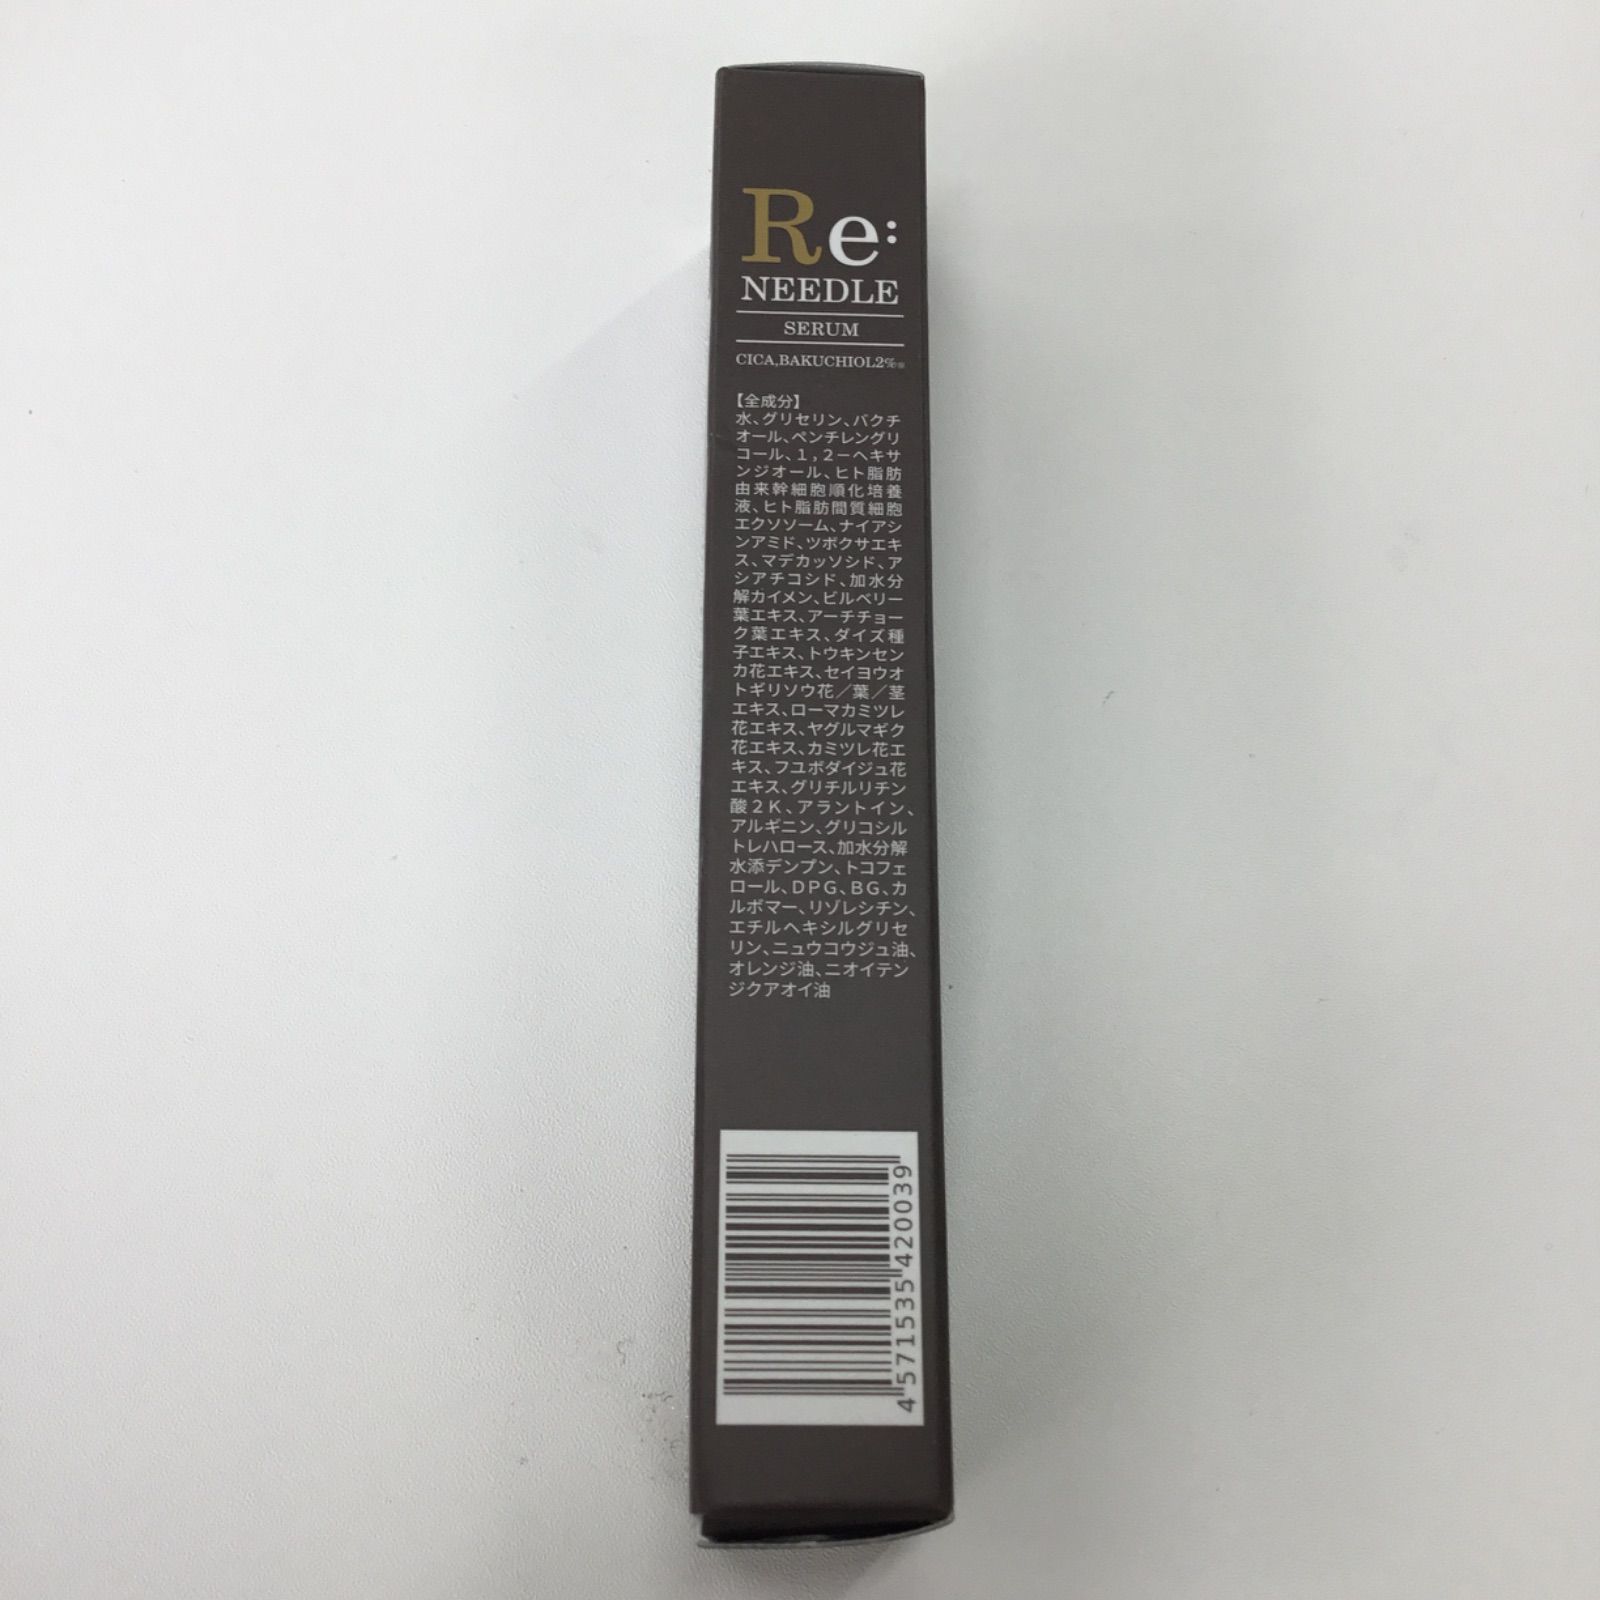 Re:
NEEDLE
SERUM
CICA,BAKUCHIOL2%※
【全成分】
水、グリセリン、バクチ
オール、ペンチレングリ
コール、1,2-ヘキサ
ンジオール、ヒト脂肪
由来幹細胞順化培養
液、ヒト脂肪間質細胞
エクソソーム、ナイアシ
ンアミド、ツボクサエキ
ス、マデカッソシド、ア
シアチコシド、加水分
解カイメン、ビルベリー
葉エキス、アーチチョー
ク葉エキス、ダイズ種
子エキス、トウキンセン
カ花エキス、セイヨウオ
トギリソウ花/葉/茎
エキス、ローマカミツレ
花エキス、ヤグルマギク
花エキス、カミツレ花エ
キス、フユボダイジュ花
エキス、グリチルリチン
酸2K、アラントイン、
アルギニン、グリコシル
トレハロース、加水分解
水添デンプン、トコフェ
ロール、DPG、BG、カ
ルボマー、リゾレシチン、
エチルヘキシルグリセ
リン、ニュウコウジュ油、
オレンジ油、ニオイテン
ジクアオイ油
4571535420039